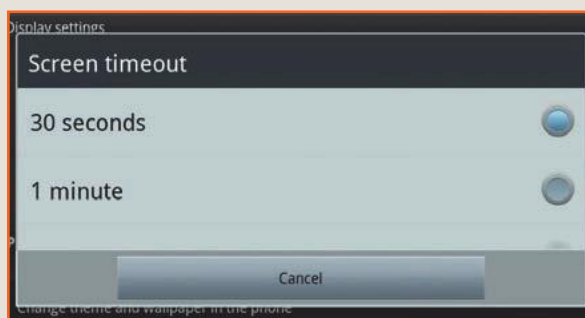 Display settings
Screen timeout
30 seconds
1 minute
P
Cancel
Change theme and wallpaper in the phone